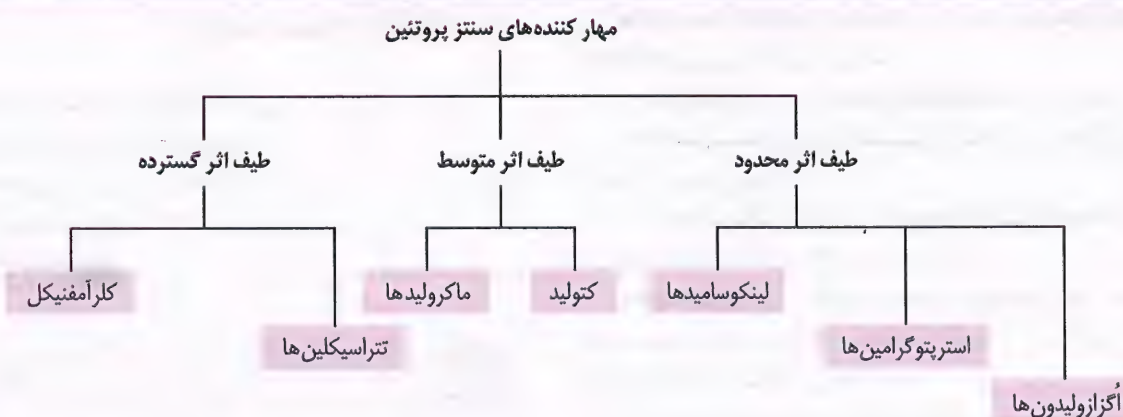 مهار کننده‌های سنتز پروتئین
طیف اثر محدود
طیف اثر متوسط
طیف اثر گسترده
لینکوسامیدها
کتولید
ماکرولیدها
کلرآمفنیکل
استرپتوگرامین‌ها
تتراسیکلین‌ها
اُگزازولیدون‌ها